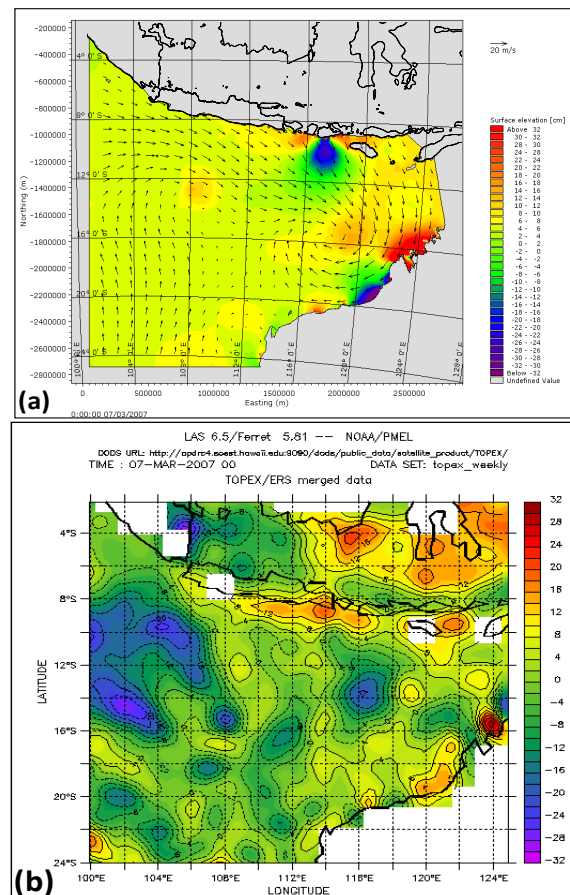 -200000
-400000
-600000
-800000
-1000000
-1200000
-1400000
-1600000
-1800000
-2000000
-2200000
-2400000
-2600000
-2800000
Northing (m)
4° 0' S
8° 0' S
12° 0' S
16° 0' S
20° 0' S
24° 0' S
100° 0' E
104° 0' E
108° 0' E
112° 0' E
116° 0' E
120° 0' E
124° 0' E
128° 0' E
0
500000
1000000
1500000
2000000
2500000
Easting (m)
(a)
0:00:00 07/03/2007
20 m/s
Surface elevation [cm]
Above 32
30 - 32
28 - 30
26 - 28
24 - 26
22 - 24
20 - 22
18 - 20
16 - 18
14 - 16
12 - 14
10 - 12
8 - 10
6 - 8
4 - 6
2 - 4
0 - 2
-2 - 0
-4 - -2
-6 - -4
-8 - -6
-10 - -8
-12 - -10
-14 - -12
-16 - -14
-18 - -16
-20 - -18
-22 - -20
-24 - -22
-26 - -24
-28 - -26
-30 - -28
-32 - -30
Below -32
Undefined Value
LAS 6.5/Ferret 5.81 -- NOAA/PMEL
DODS URL: http://apdrc4.soest.hawaii.edu:3090/dods/public_data/satellite_product/TOPEX/
TIME : 07-MAR-2007 00 DATA SET: topex_weekly
TOPEX/ERS merged data
4°S
8°S
12°S
16°S
20°S
24°S
LATITUDE
100°E 104°E 108°E 112°E 116°E 120°E 124°E
LONGITUDE
32
28
24
20
16
12
8
4
0
-4
-8
-12
-16
-20
-24
-28
-32
(b)